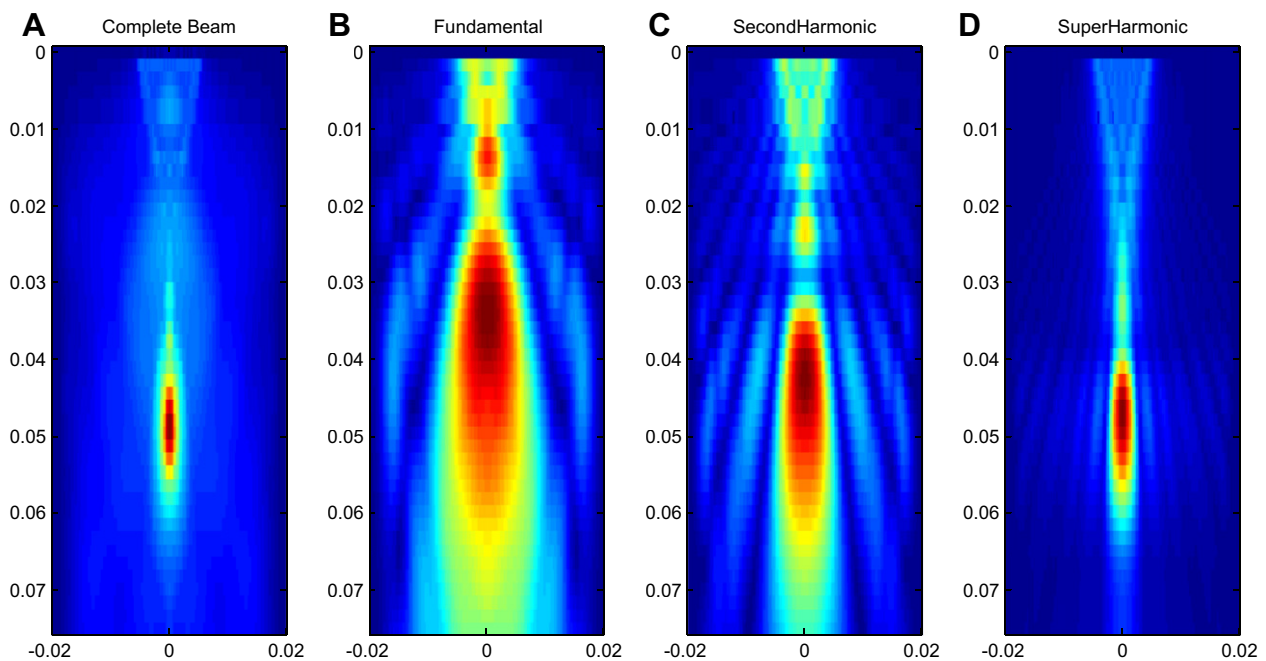 A Complete Beam
B Fundamental
C SecondHarmonic
D SuperHarmonic
0 0 0 0
0.01 0.01 0.01 0.01
0.02 0.02 0.02 0.02
0.03 0.03 0.03 0.03
0.04 0.04 0.04 0.04
0.05 0.05 0.05 0.05
0.06 0.06 0.06 0.06
0.07 0.07 0.07 0.07
-0.02 0 0.02 -0.02 0 0.02 -0.02 0 0.02 -0.02 0 0.02